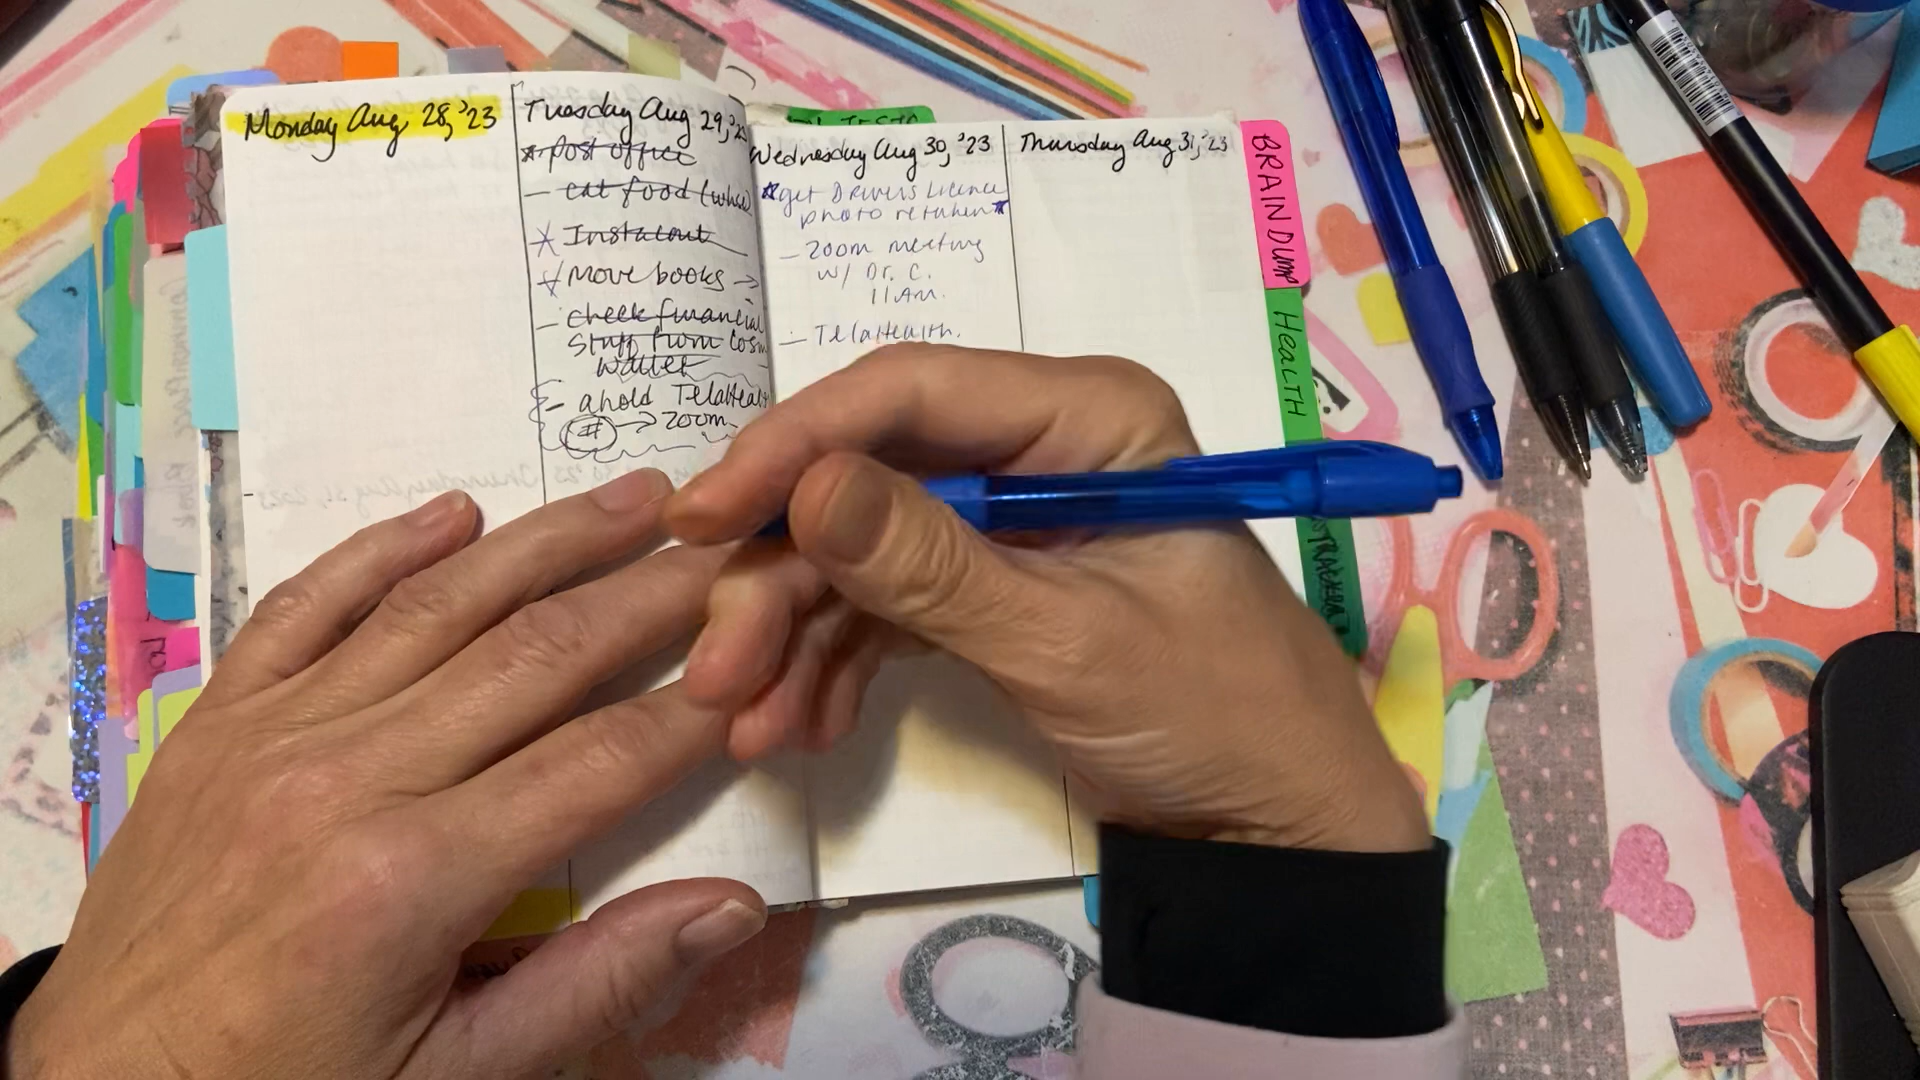 Monday Aug 28, '23
Tuesday Aug 29, '23
* post office
- cat food (
* Instacart
* Move books →
- check financial
stuff from
wallet
- ahold TelaHealth
# → zoom
Wednesday Aug 30, '23
*get Drivers Licence
photo retaken*
- zoom meeting
w/ Dr. C.
11 AM.
- TelaHealth.
Thursday Aug 31, '23
BRAIN DUMP
HEALTH